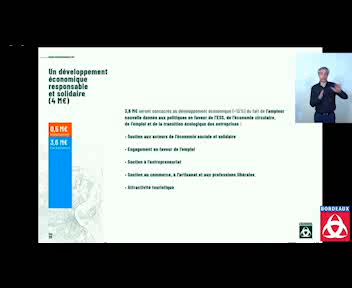 Un développement
économique
responsable
et solidaire
(4 M€)
0,5 M€
3,6 M€
3,6 M€ seront consacrés au développement économique (+10%) du fait de l'ampleur
nouvelle donnée aux politiques en faveur de l'ESS, de l'économie circulaire,
de l'emploi et de la transition écologique des entreprises :
- Soutien aux acteurs de l'économie sociale et solidaire
- Engagement en faveur de l'emploi
- Soutien à l'entrepreneuriat
- Soutien au commerce, à l'artisanat et aux professions libérales
- Attractivité touristique
BORDEAUX